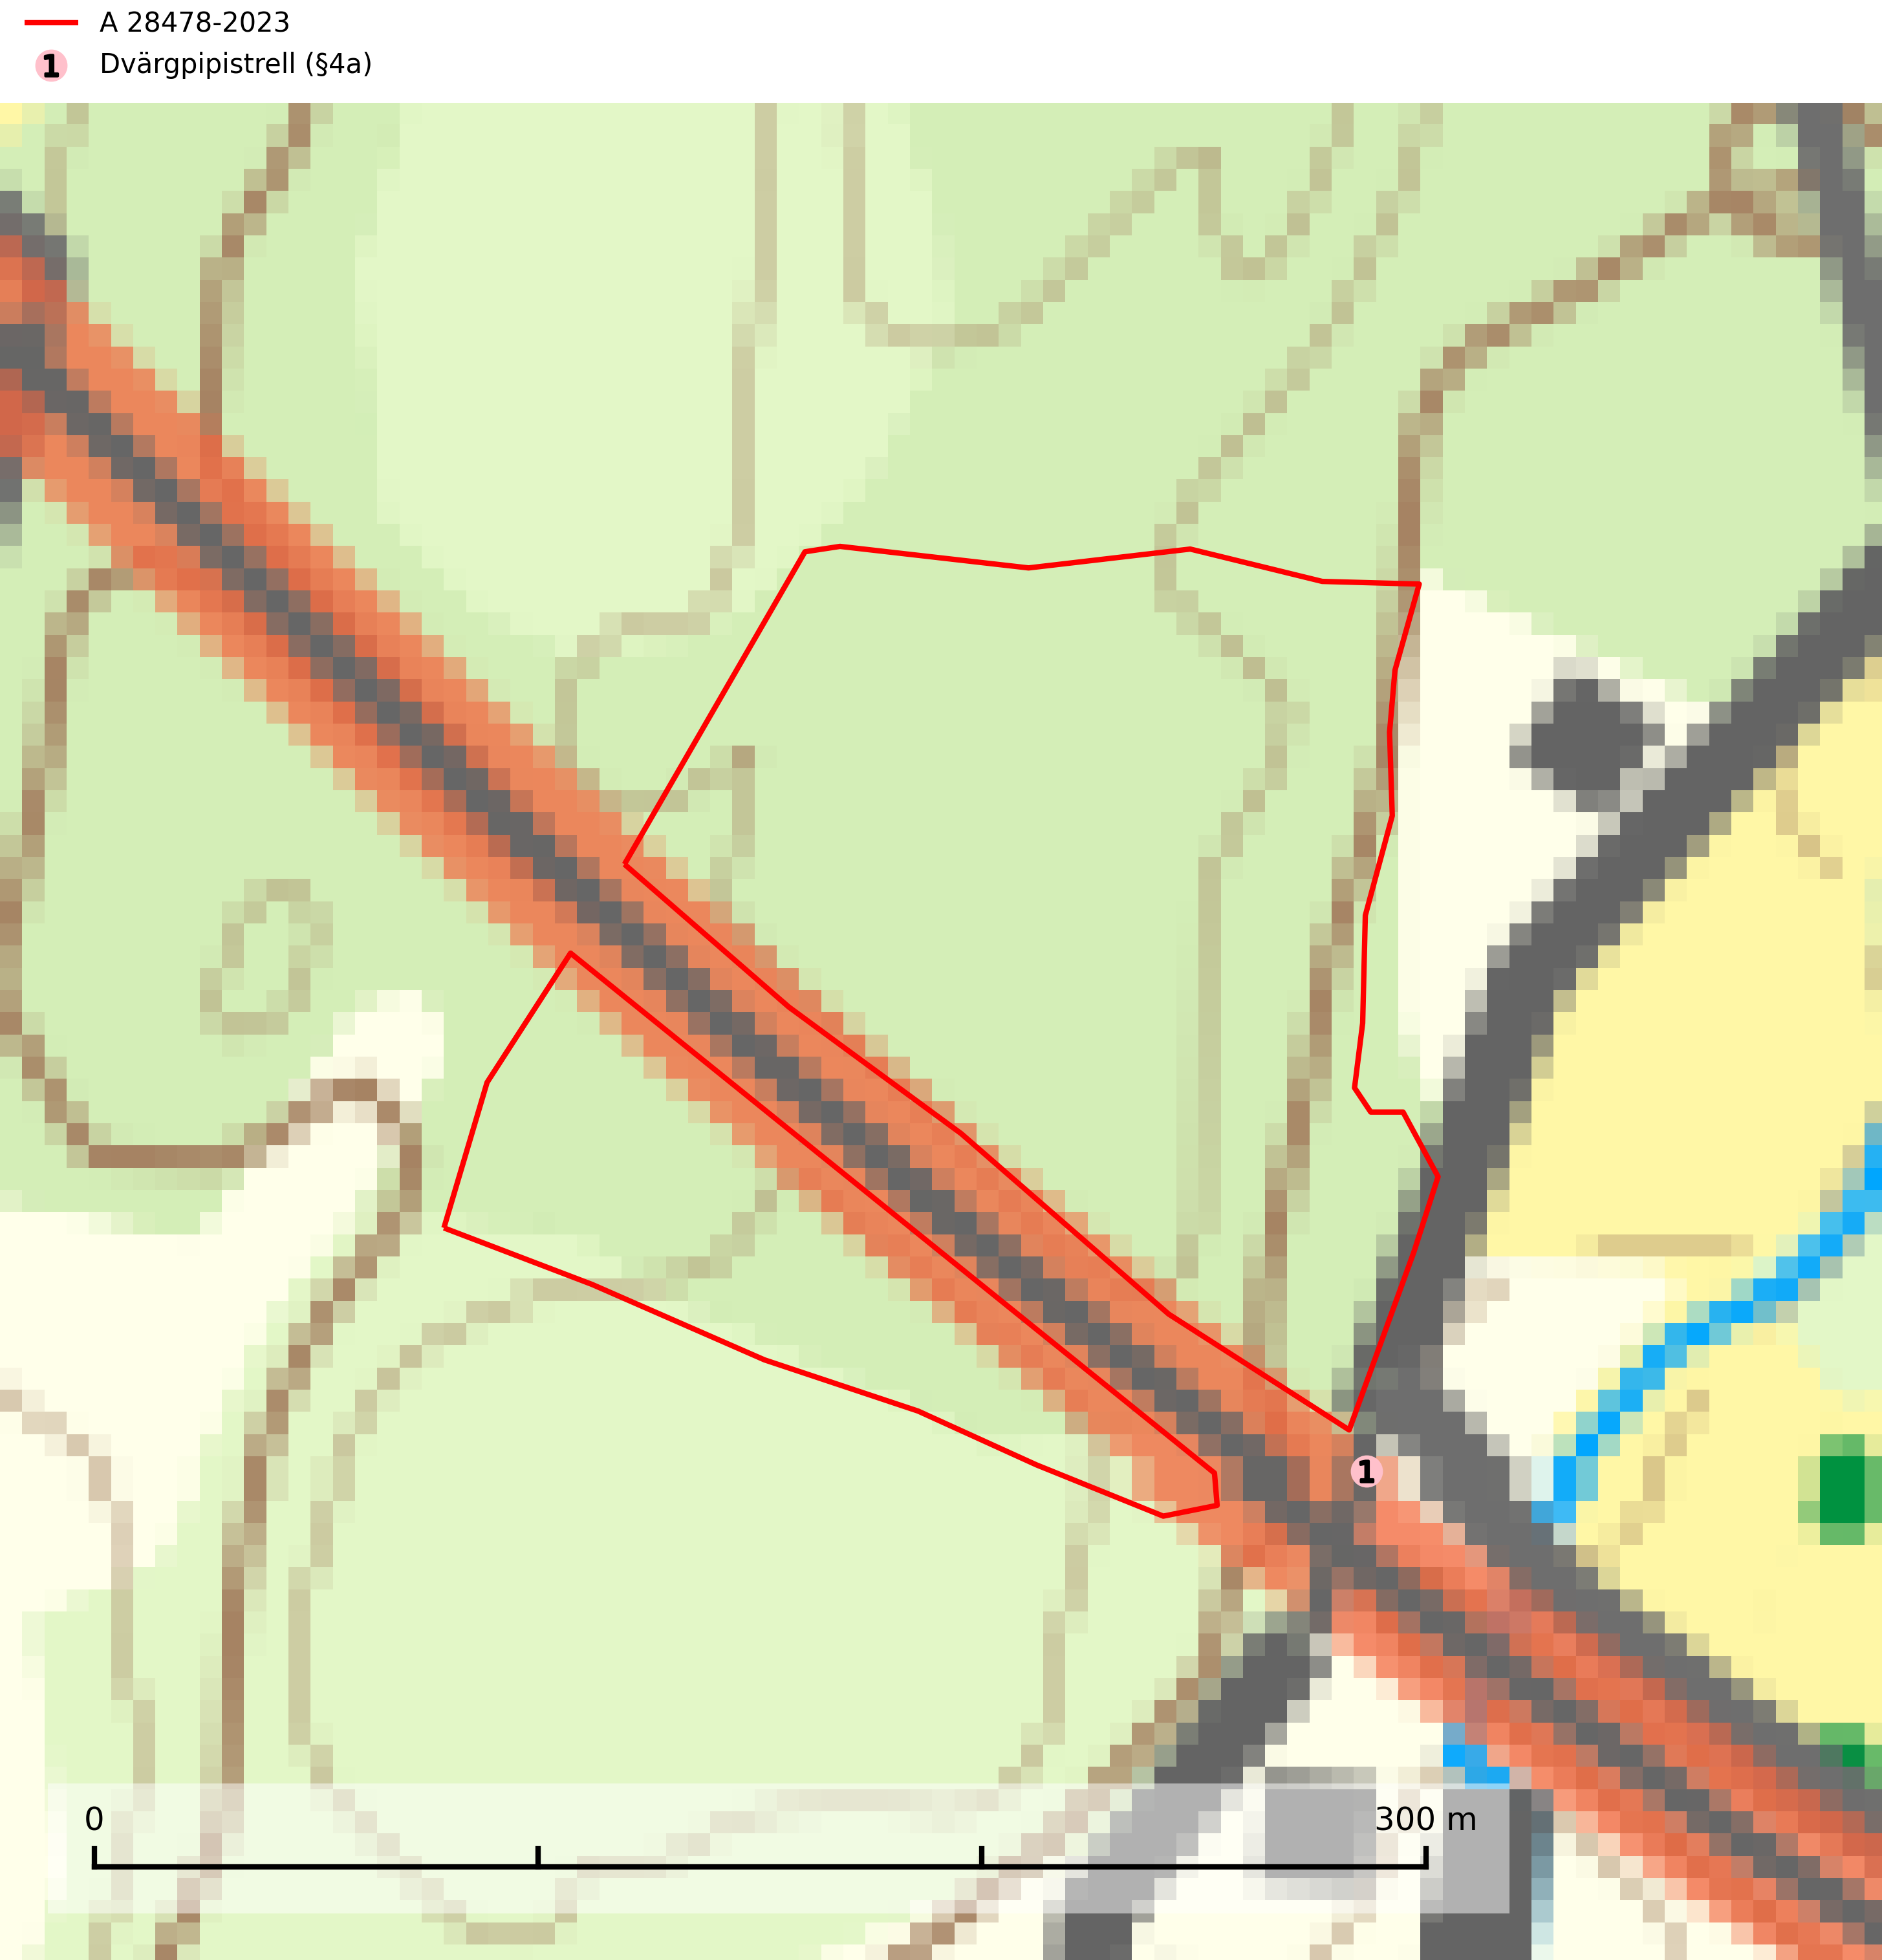 A 28478-2023
1 Dvärgpipistrell (§4a)
1
0 300 m